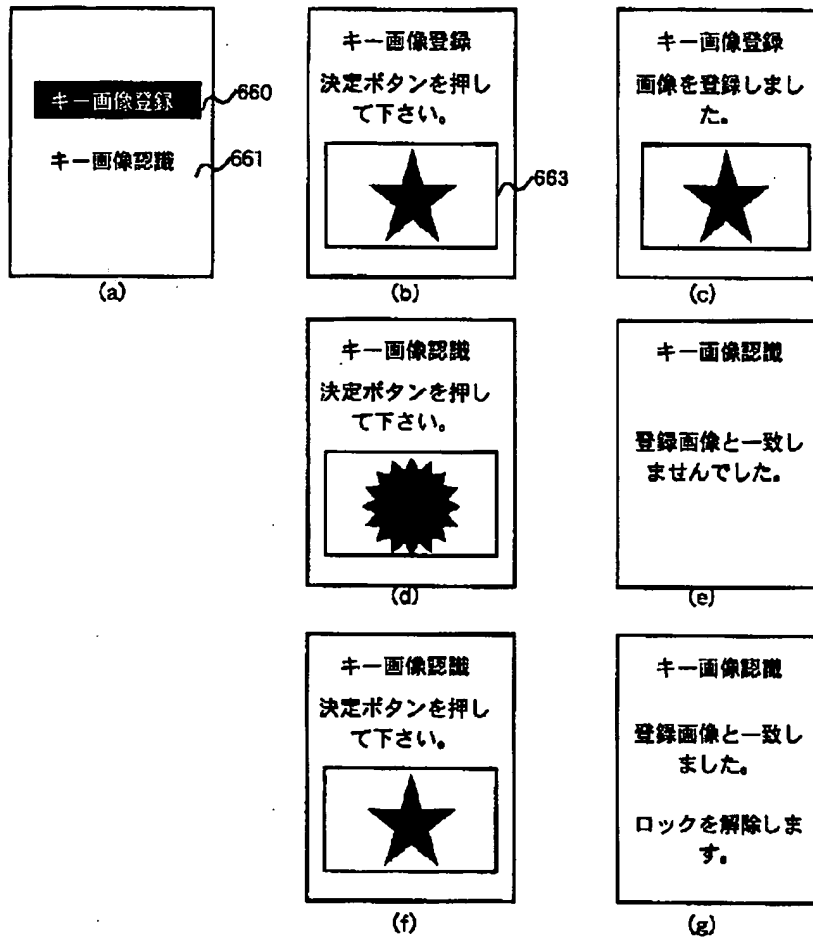 キー画像登録
660
キー画像認識
661
(a)
キー画像登録
決定ボタンを押し
て下さい。
663
(b)
キー画像登録
画像を登録しまし
た。
(c)
キー画像認識
決定ボタンを押し
て下さい。
(d)
キー画像認識
登録画像と一致し
ませんでした。
(e)
キー画像認識
決定ボタンを押し
て下さい。
(f)
キー画像認識
登録画像と一致し
ました。
ロックを解除しま
す。
(g)